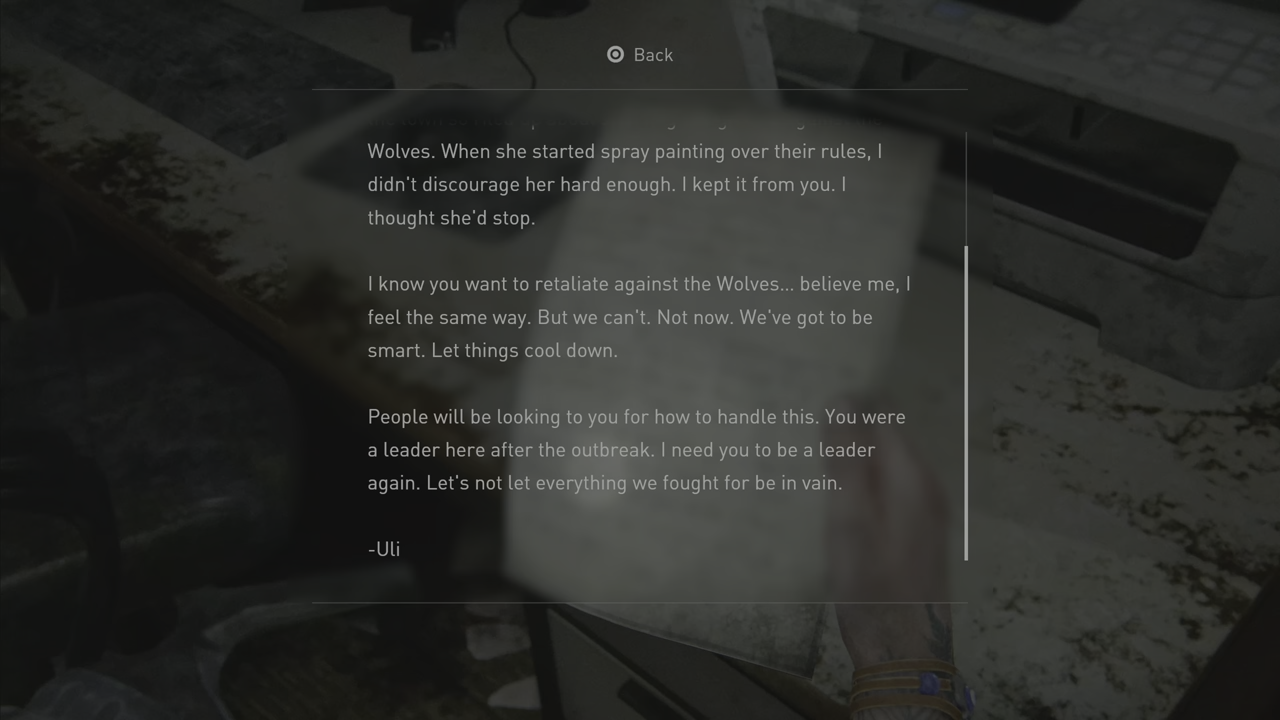 Back
Wolves. When she started spray painting over their rules, I
didn't discourage her hard enough. I kept it from you. I
thought she'd stop.
I know you want to retaliate against the Wolves... believe me, I
feel the same way. But we can't. Not now. We've got to be
smart. Let things cool down.
People will be looking to you for how to handle this. You were
a leader here after the outbreak. I need you to be a leader
again. Let's not let everything we fought for be in vain.
-Uli